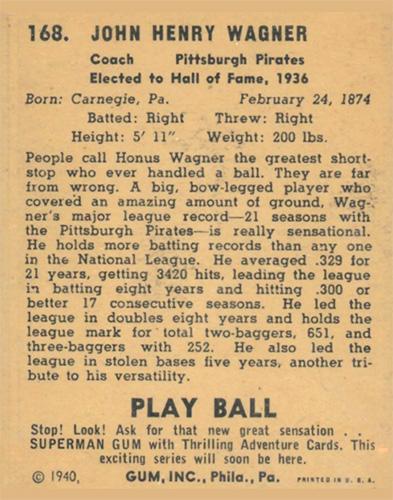 168. JOHN HENRY WAGNER
Coach Pittsburgh Pirates
Elected to Hall of Fame, 1936
Born: Carnegie, Pa. February 24, 1874
Batted: Right Threw: Right
Height: 5' 11" Weight: 200 lbs.
People call Honus Wagner the greatest short-
stop who ever handled a ball. They are far
from wrong. A big, bow-legged player who
covered an amazing amount of ground, Wag-
ner's major league record—21 seasons with
the Pittsburgh Pirates—is really sensational.
He holds more batting records than any one
in the National League. He averaged .329 for
21 years, getting 3420 hits, leading the league
in batting eight years and hitting .300 or
better 17 consecutive seasons. He led the
league in doubles eight years and holds the
league mark for total two-baggers, 651, and
three-baggers with 252. He also led the
league in stolen bases five years, another tri-
bute to his versatility.
PLAY BALL
Stop! Look! Ask for that new great sensation . .
SUPERMAN GUM with Thrilling Adventure Cards. This
exciting series will soon be here.
© 1940, GUM, INC., Phila., Pa. PRINTED IN U. S. A.